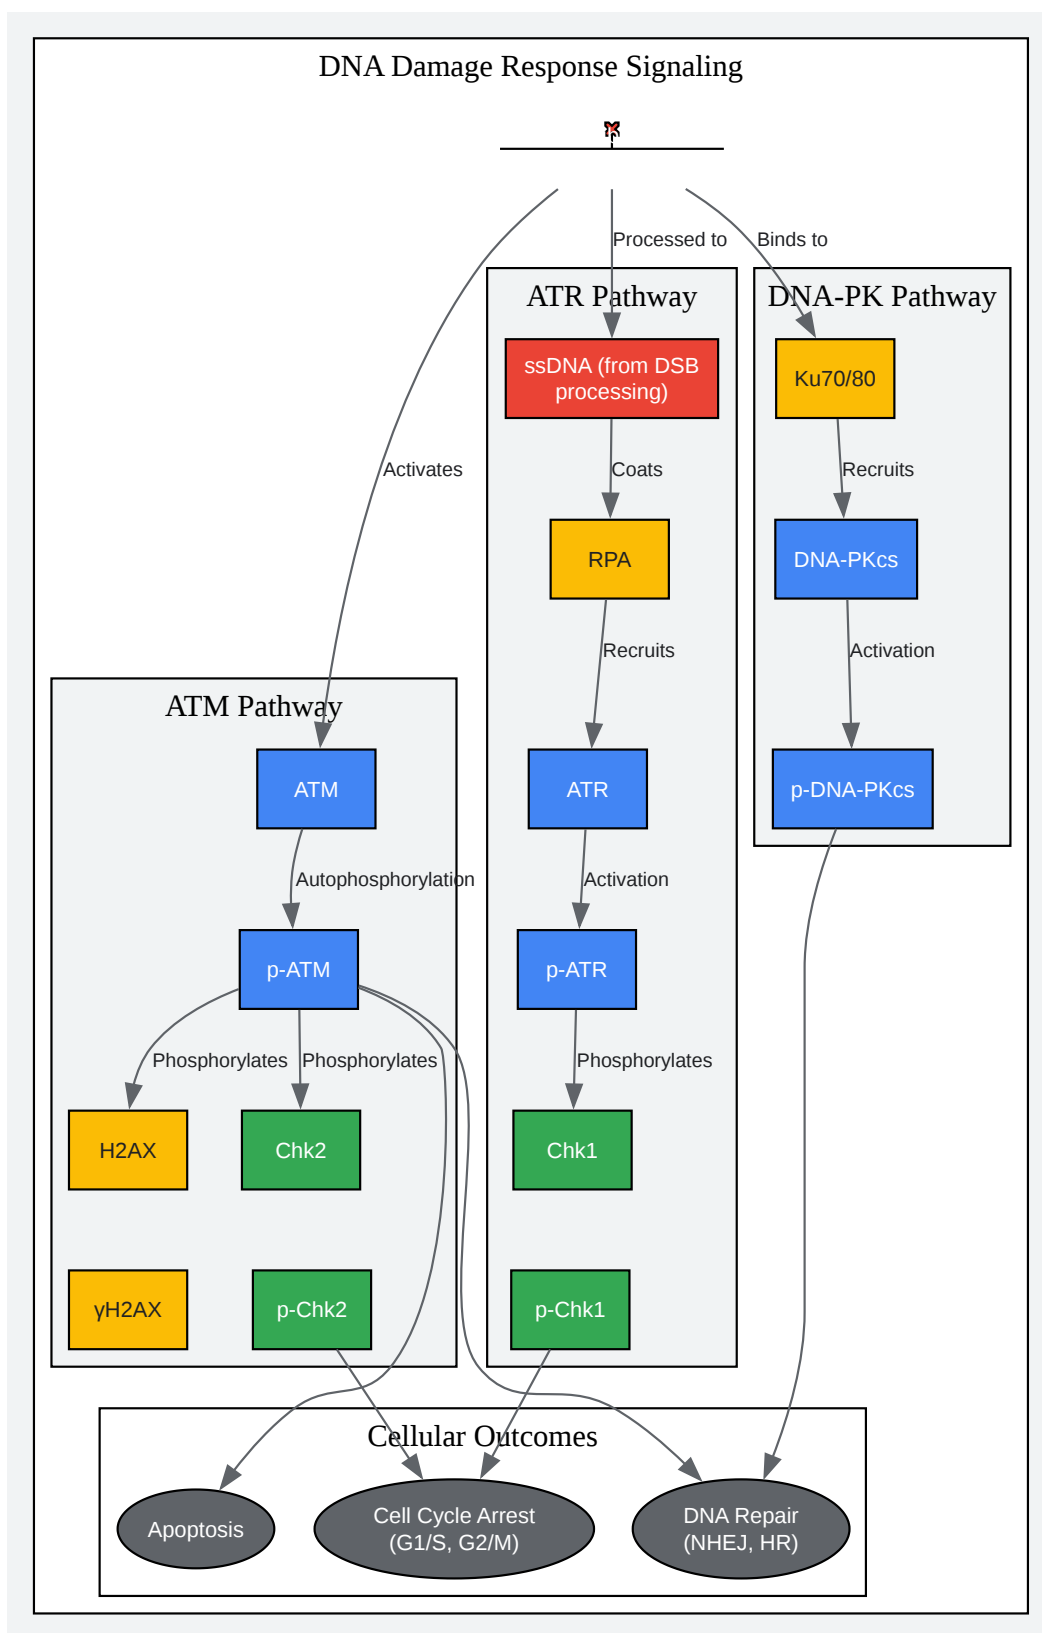 DNA Damage Response Signaling
Processed to
Binds to
ATR Pathway
DNA-PK Pathway
ssDNA (from DSB
processing)
Ku70/80
Activates
Coats
Recruits
RPA
DNA-PKcs
Recruits
Activation
ATM Pathway
ATM
ATR
p-DNA-PKcs
Autophosphorylation
Activation
p-ATM
p-ATR
Phosphorylates
Phosphorylates
Phosphorylates
H2AX
Chk2
Chk1
γH2AX
p-Chk2
p-Chk1
Cellular Outcomes
Apoptosis
Cell Cycle Arrest
(G1/S, G2/M)
DNA Repair
(NHEJ, HR)